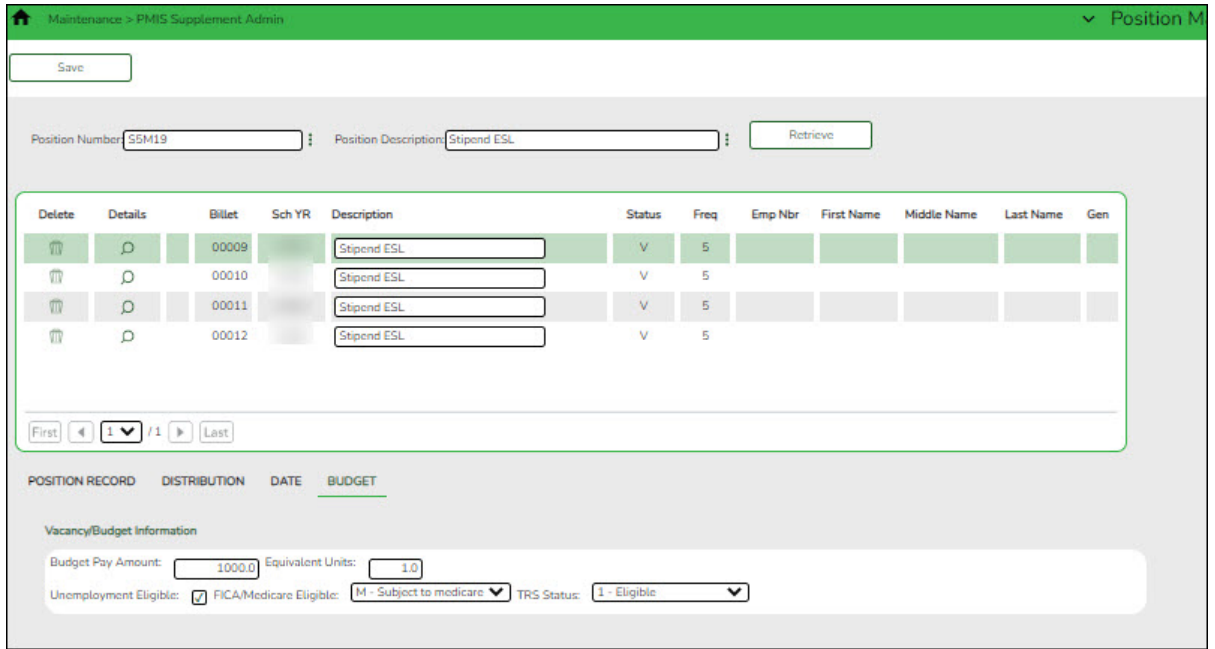 Maintenance > PMIS Supplement Admin
Position M
Save
Position Number: S5M19 Position Description: Stipend ESL Retrieve
Delete Details Billet Sch YR Description Status Freq Emp Nbr First Name Middle Name Last Name Gen
00009 Stipend ESL V 5
00010 Stipend ESL V 5
00011 Stipend ESL V 5
00012 Stipend ESL V 5
First 1 / 1 Last
POSITION RECORD DISTRIBUTION DATE BUDGET
Vacancy/Budget Information
Budget Pay Amount: 1000.0 Equivalent Units: 1.0
Unemployment Eligible: FICA/Medicare Eligible: M - Subject to medicare TRS Status: 1 - Eligible